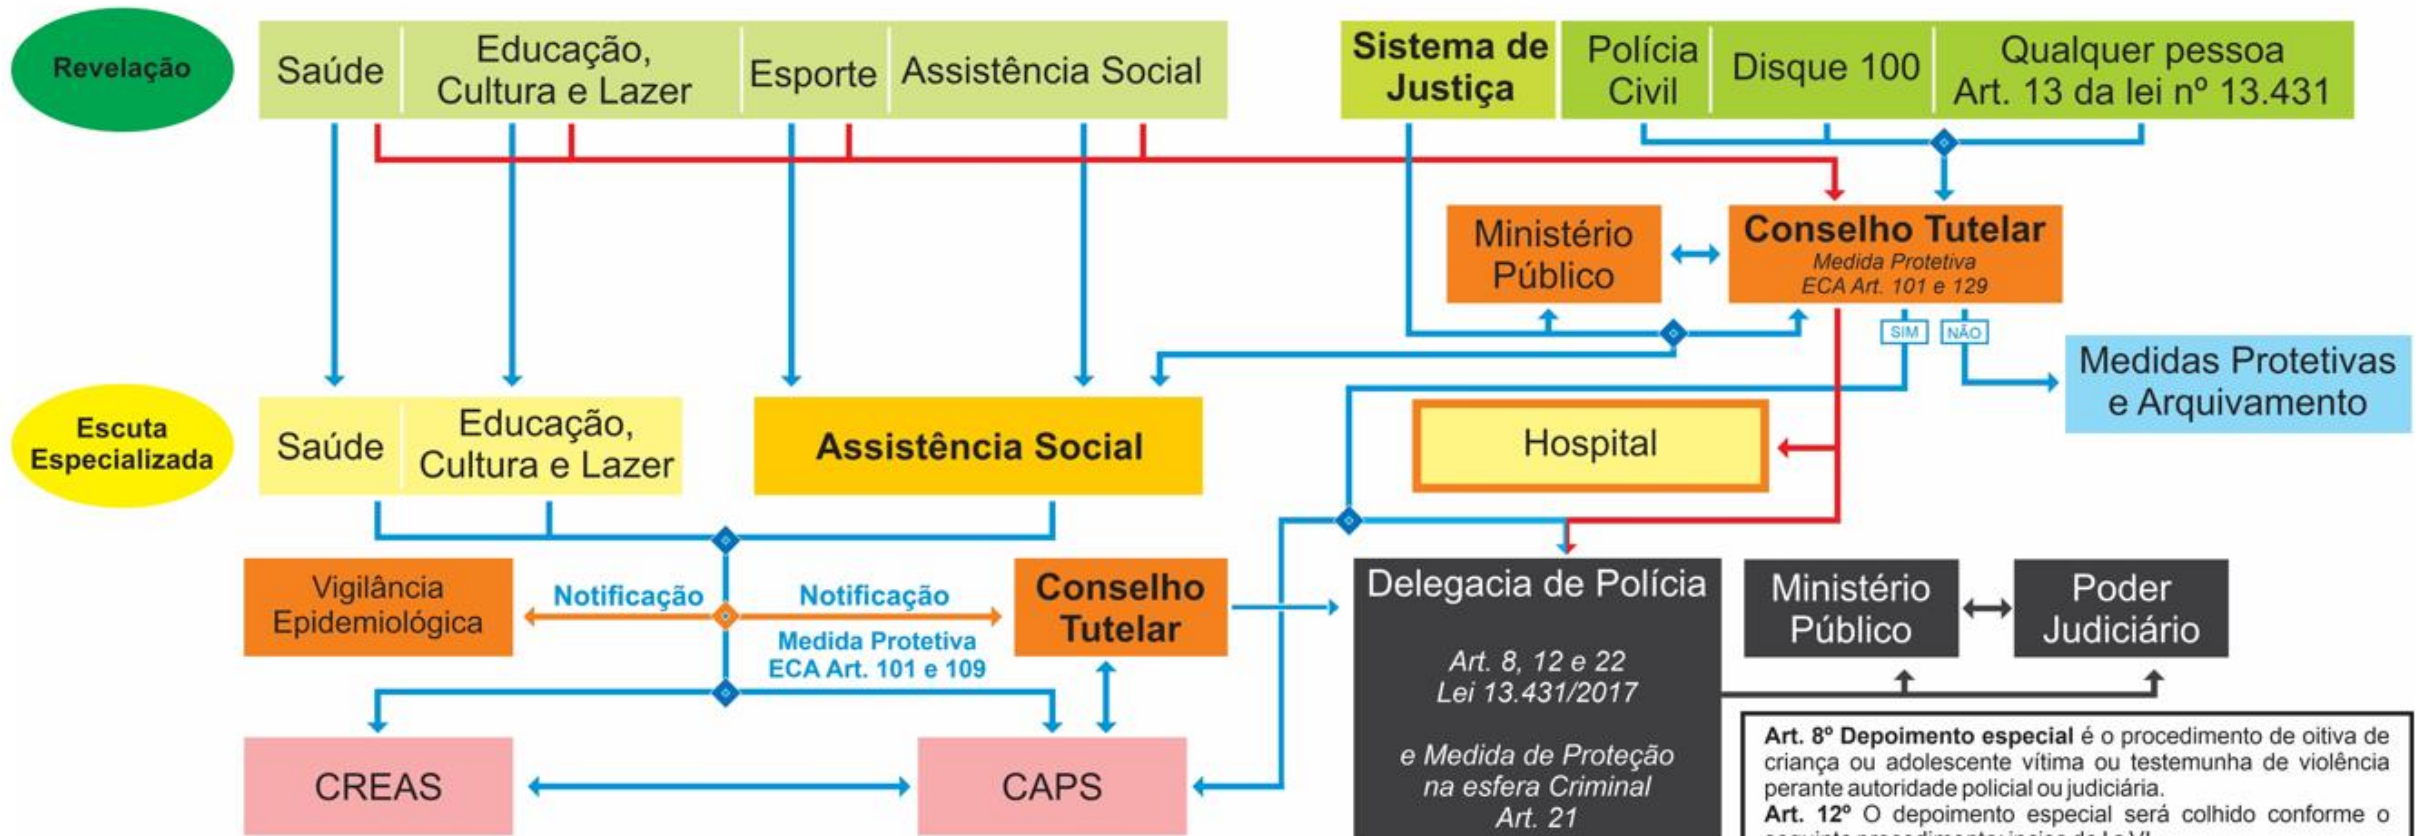 Revelação
Saúde
Educação,
Cultura e Lazer
Esporte
Assistência Social
Sistema de
Justiça
Polícia
Civil
Disque 100
Qualquer pessoa
Art. 13 da lei nº 13.431
Ministério
Público
Conselho Tutelar
Medida Protetiva
ECA Art. 101 e 129
SIM
NÃO
Medidas Protetivas
e Arquivamento
Escuta
Especializada
Saúde
Educação,
Cultura e Lazer
Assistência Social
Hospital
Vigilância
Epidemiológica
Notificação
Notificação
Medida Protetiva
ECA Art. 101 e 109
Conselho
Tutelar
Delegacia de Polícia
Art. 8, 12 e 22
Lei 13.431/2017
e Medida de Proteção
na esfera Criminal
Art. 21
Ministério
Público
Poder
Judiciário
CREAS
CAPS
Art. 8º Depoimento especial é o procedimento de oitiva de
criança ou adolescente vítima ou testemunha de violência
perante autoridade policial ou judiciária.
Art. 12º O depoimento especial será colhido conforme o